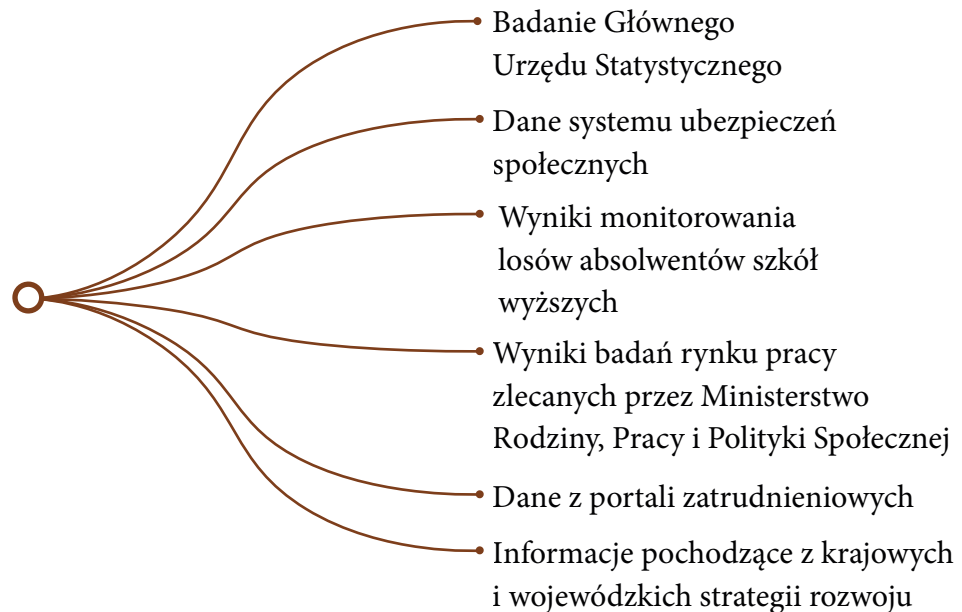 Badanie Głównego
Urzędu Statystycznego
Dane systemu ubezpieczeń
społecznych
Wyniki monitorowania
losów absolwentów szkół
wyższych
Wyniki badań rynku pracy
zlecanych przez Ministerstwo
Rodziny, Pracy i Polityki Społecznej
Dane z portali zatrudnieniowych
Informacje pochodzące z krajowych
i wojewódzkich strategii rozwoju